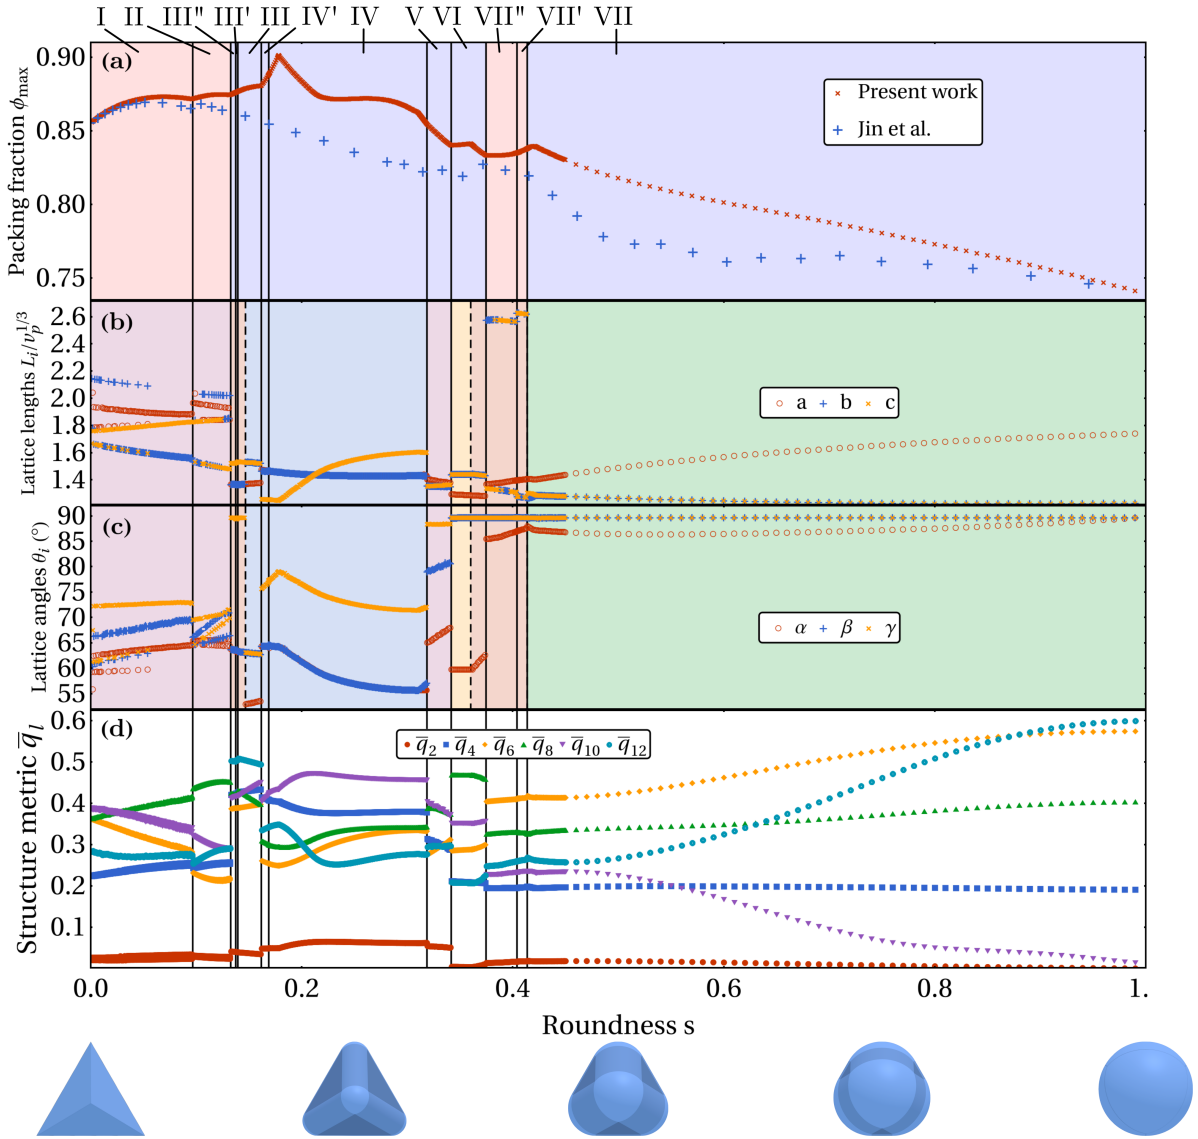 I II III" III' III IV' IV V VI VII" VII' VII
(a)
Packing fraction ϕmax
0.90
0.85
0.80
0.75
× Present work
+ Jin et al.
(b)
Lattice lengths Li/vp^1/3
2.6
2.4
2.2
2.0
1.8
1.6
1.4
a b c
(c)
Lattice angles θi (°)
90
85
80
75
70
65
60
55
α β γ
(d)
Structure metric q̅l
0.6
0.5
0.4
0.3
0.2
0.1
q̅2 q̅4 q̅6 q̅8 q̅10 q̅12
0.0 0.2 0.4 0.6 0.8 1.
Roundness s